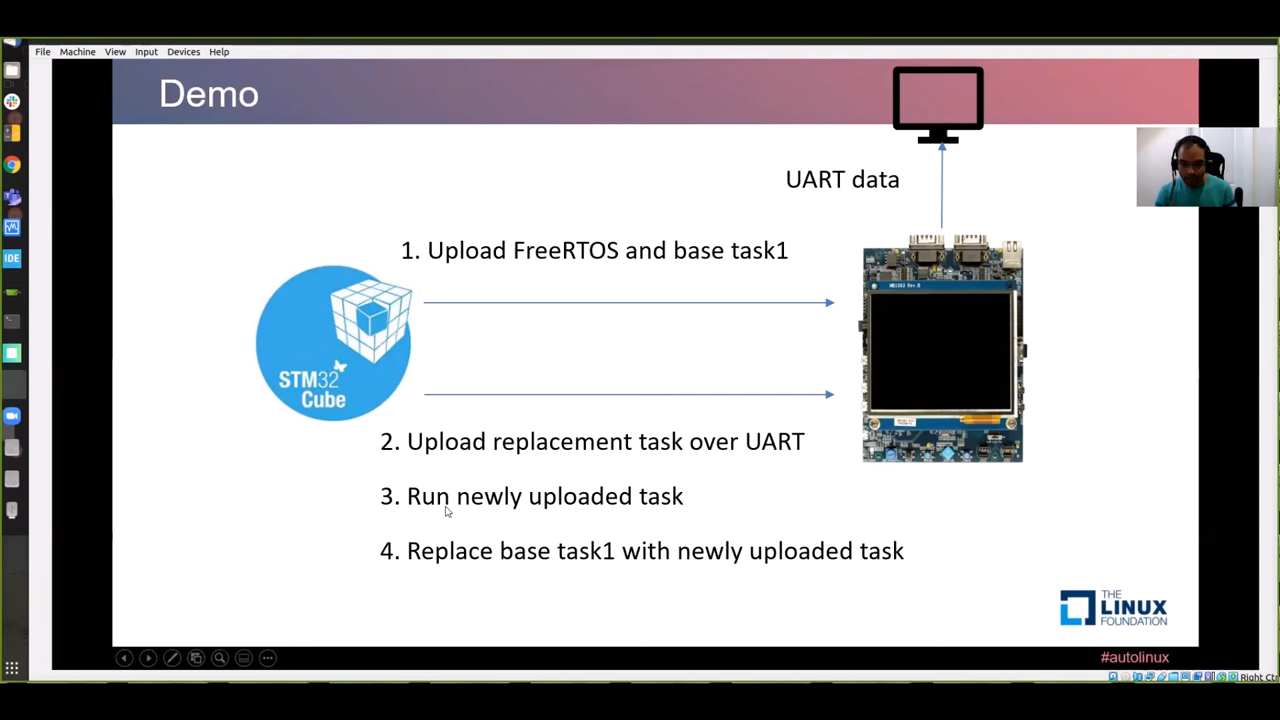 File Machine View Input Devices Help
Demo
UART data
1. Upload FreeRTOS and base task1
STM32
Cube
2. Upload replacement task over UART
3. Run newly uploaded task
4. Replace base task1 with newly uploaded task
THE
LINUX
FOUNDATION
#autolinux
IDE